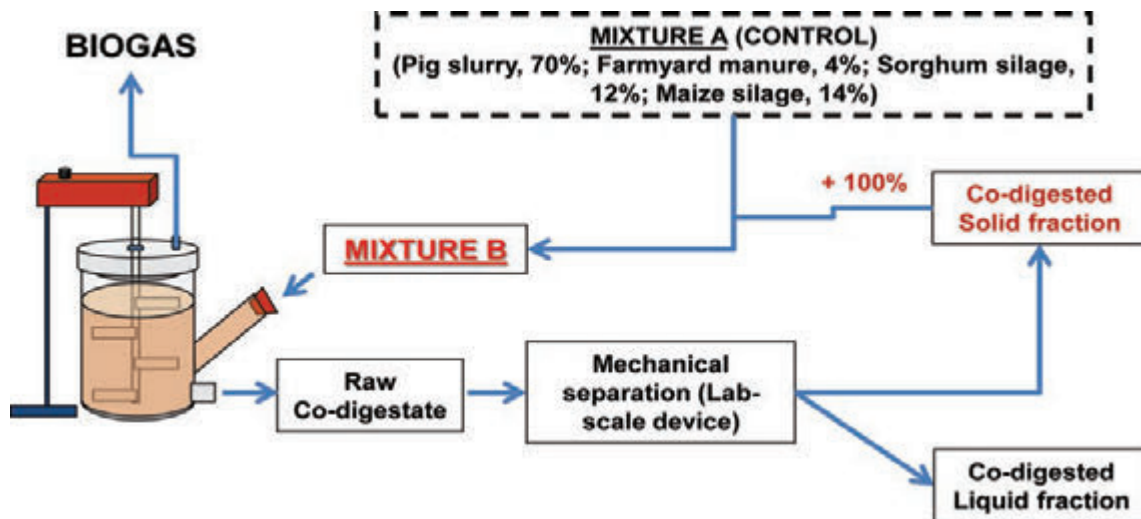 BIOGAS
MIXTURE A (CONTROL)
(Pig slurry, 70%; Farmyard manure, 4%; Sorghum silage,
12%; Maize silage, 14%)
+ 100%
Co-digested
Solid fraction
MIXTURE B
Raw
Co-digestate
Mechanical
separation (Lab-
scale device)
Co-digested
Liquid fraction